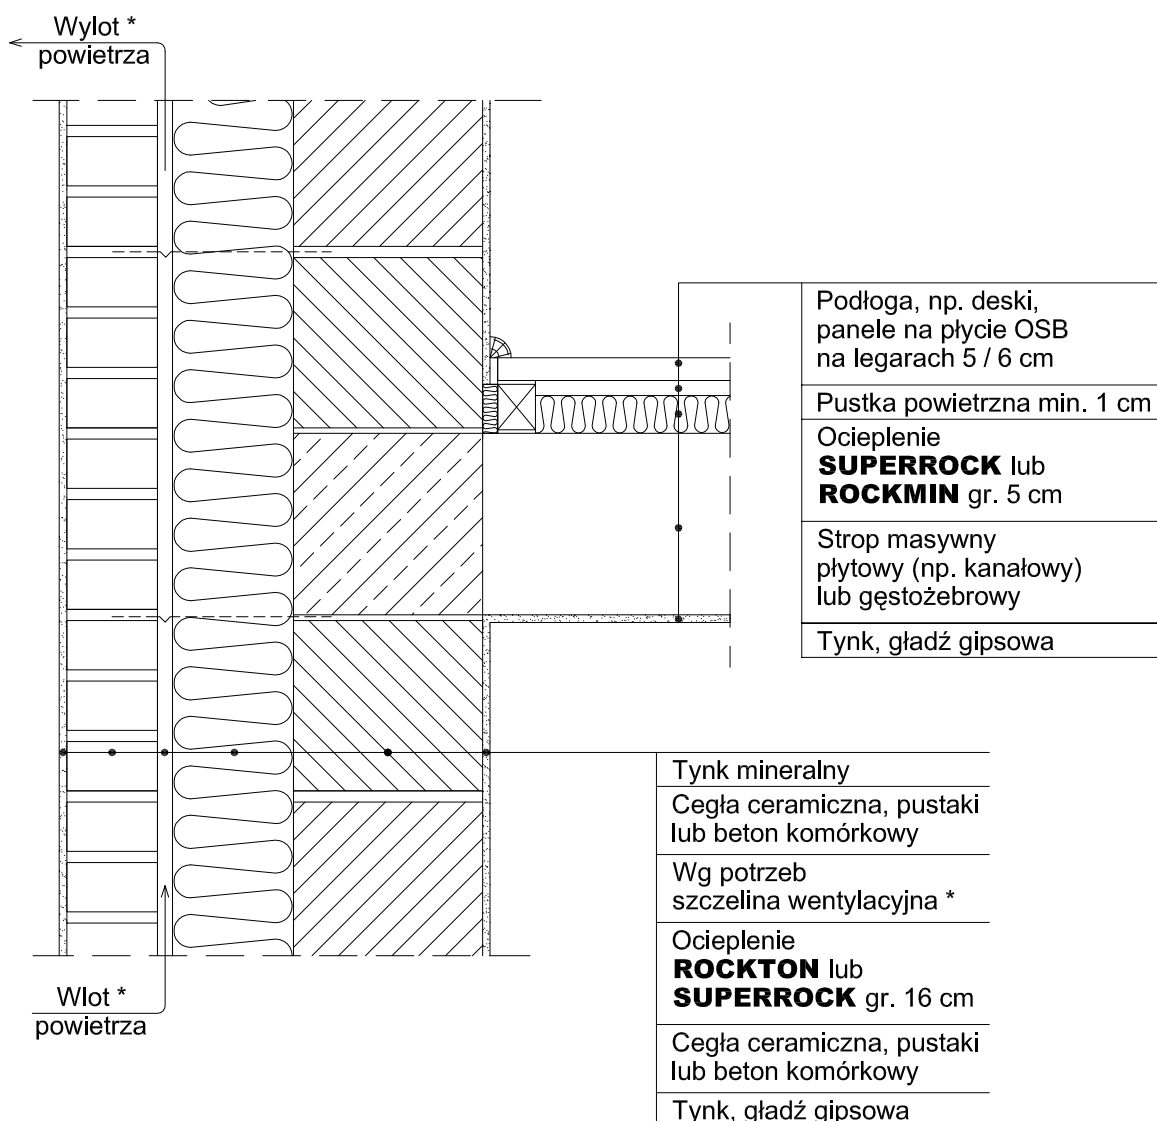 Wylot *
powietrza
Podłoga, np. deski,
panele na płycie OSB
na legarach 5 / 6 cm
Pustka powietrzna min. 1 cm
Ocieplenie
SUPERROCK lub
ROCKMIN gr. 5 cm
Strop masywny
płytowy (np. kanałowy)
lub gęstożebrowy
Tynk, gładź gipsowa
Tynk mineralny
Cegła ceramiczna, pustaki
lub beton komórkowy
Wg potrzeb
szczelina wentylacyjna *
Ocieplenie
ROCKTON lub
SUPERROCK gr. 16 cm
Cegła ceramiczna, pustaki
lub beton komórkowy
Tynk, gładź gipsowa
Wlot *
powietrza